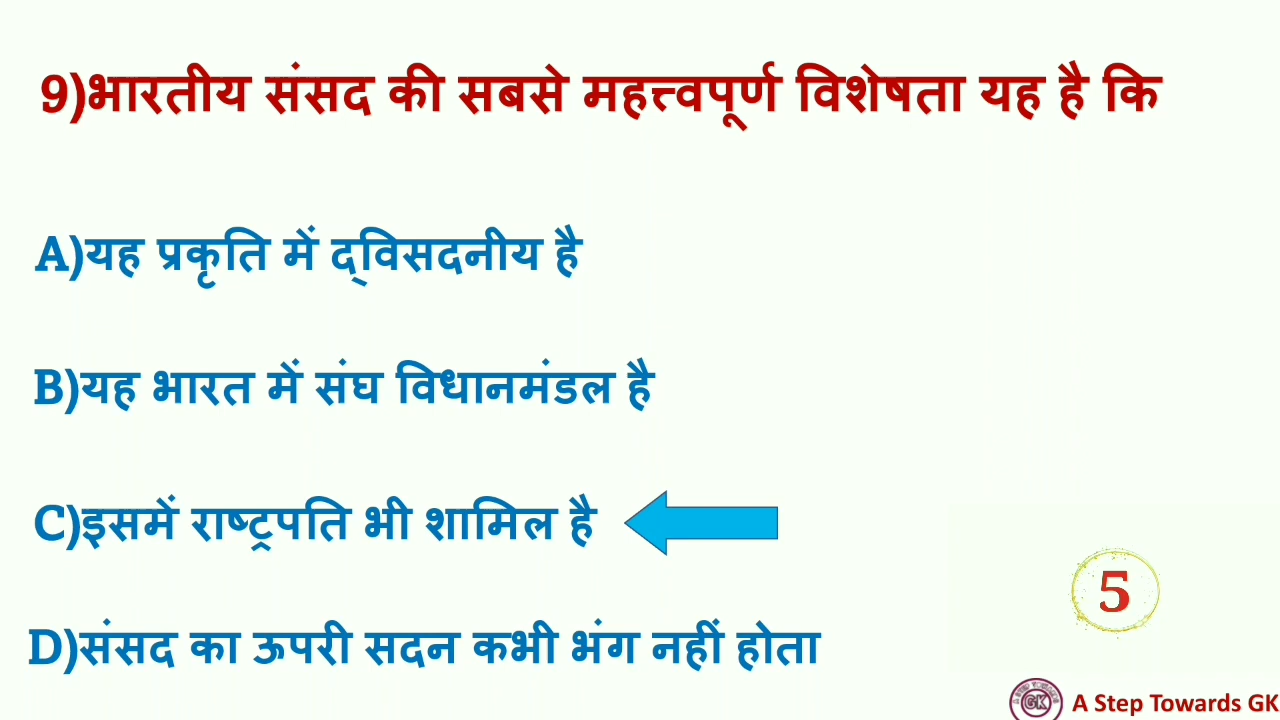 9)भारतीय संसद की सबसे महत्त्वपूर्ण विशेषता यह है कि
A)यह प्रकृति में द्विसदनीय है
B)यह भारत में संघ विधानमंडल है
C)इसमें राष्ट्रपति भी शामिल है
5
D)संसद का ऊपरी सदन कभी भंग नहीं होता
GK A Step Towards GK